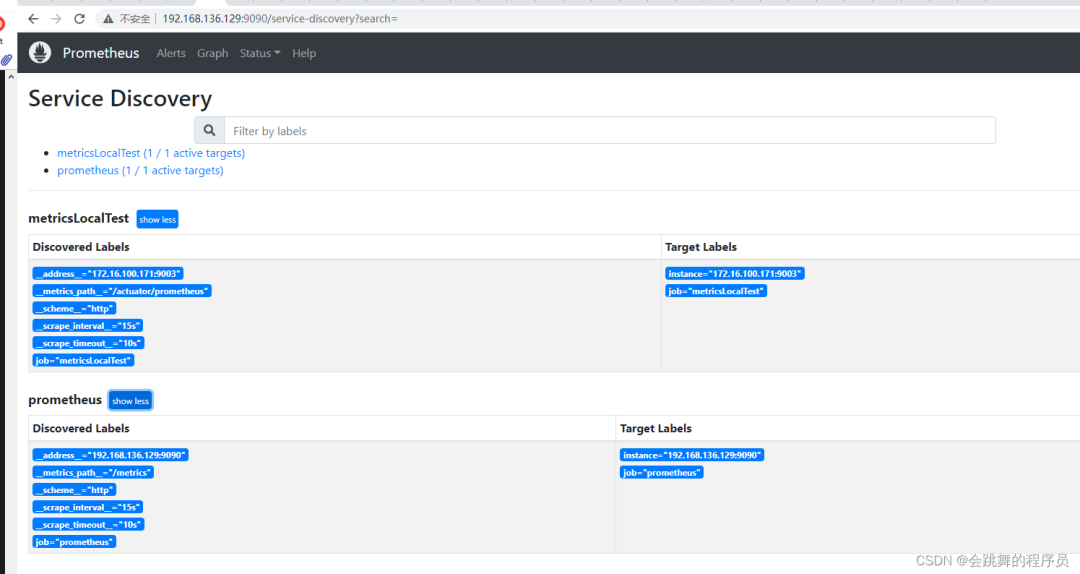 不安全 192.168.136.129:9090/service-discovery?search=
Prometheus Alerts Graph Status Help
Service Discovery
Filter by labels
metricsLocalTest (1 / 1 active targets)
prometheus (1 / 1 active targets)
metricsLocalTest show less
Discovered Labels Target Labels
__address__="172.16.100.171:9003" instance="172.16.100.171:9003"
__metrics_path__="/actuator/prometheus" job="metricsLocalTest"
__scheme__="http"
__scrape_interval__="15s"
__scrape_timeout__="10s"
job="metricsLocalTest"
prometheus show less
Discovered Labels Target Labels
__address__="192.168.136.129:9090" instance="192.168.136.129:9090"
__metrics_path__="/metrics" job="prometheus"
__scheme__="http"
__scrape_interval__="15s"
__scrape_timeout__="10s"
job="prometheus"
CSDN @会跳舞的程序员